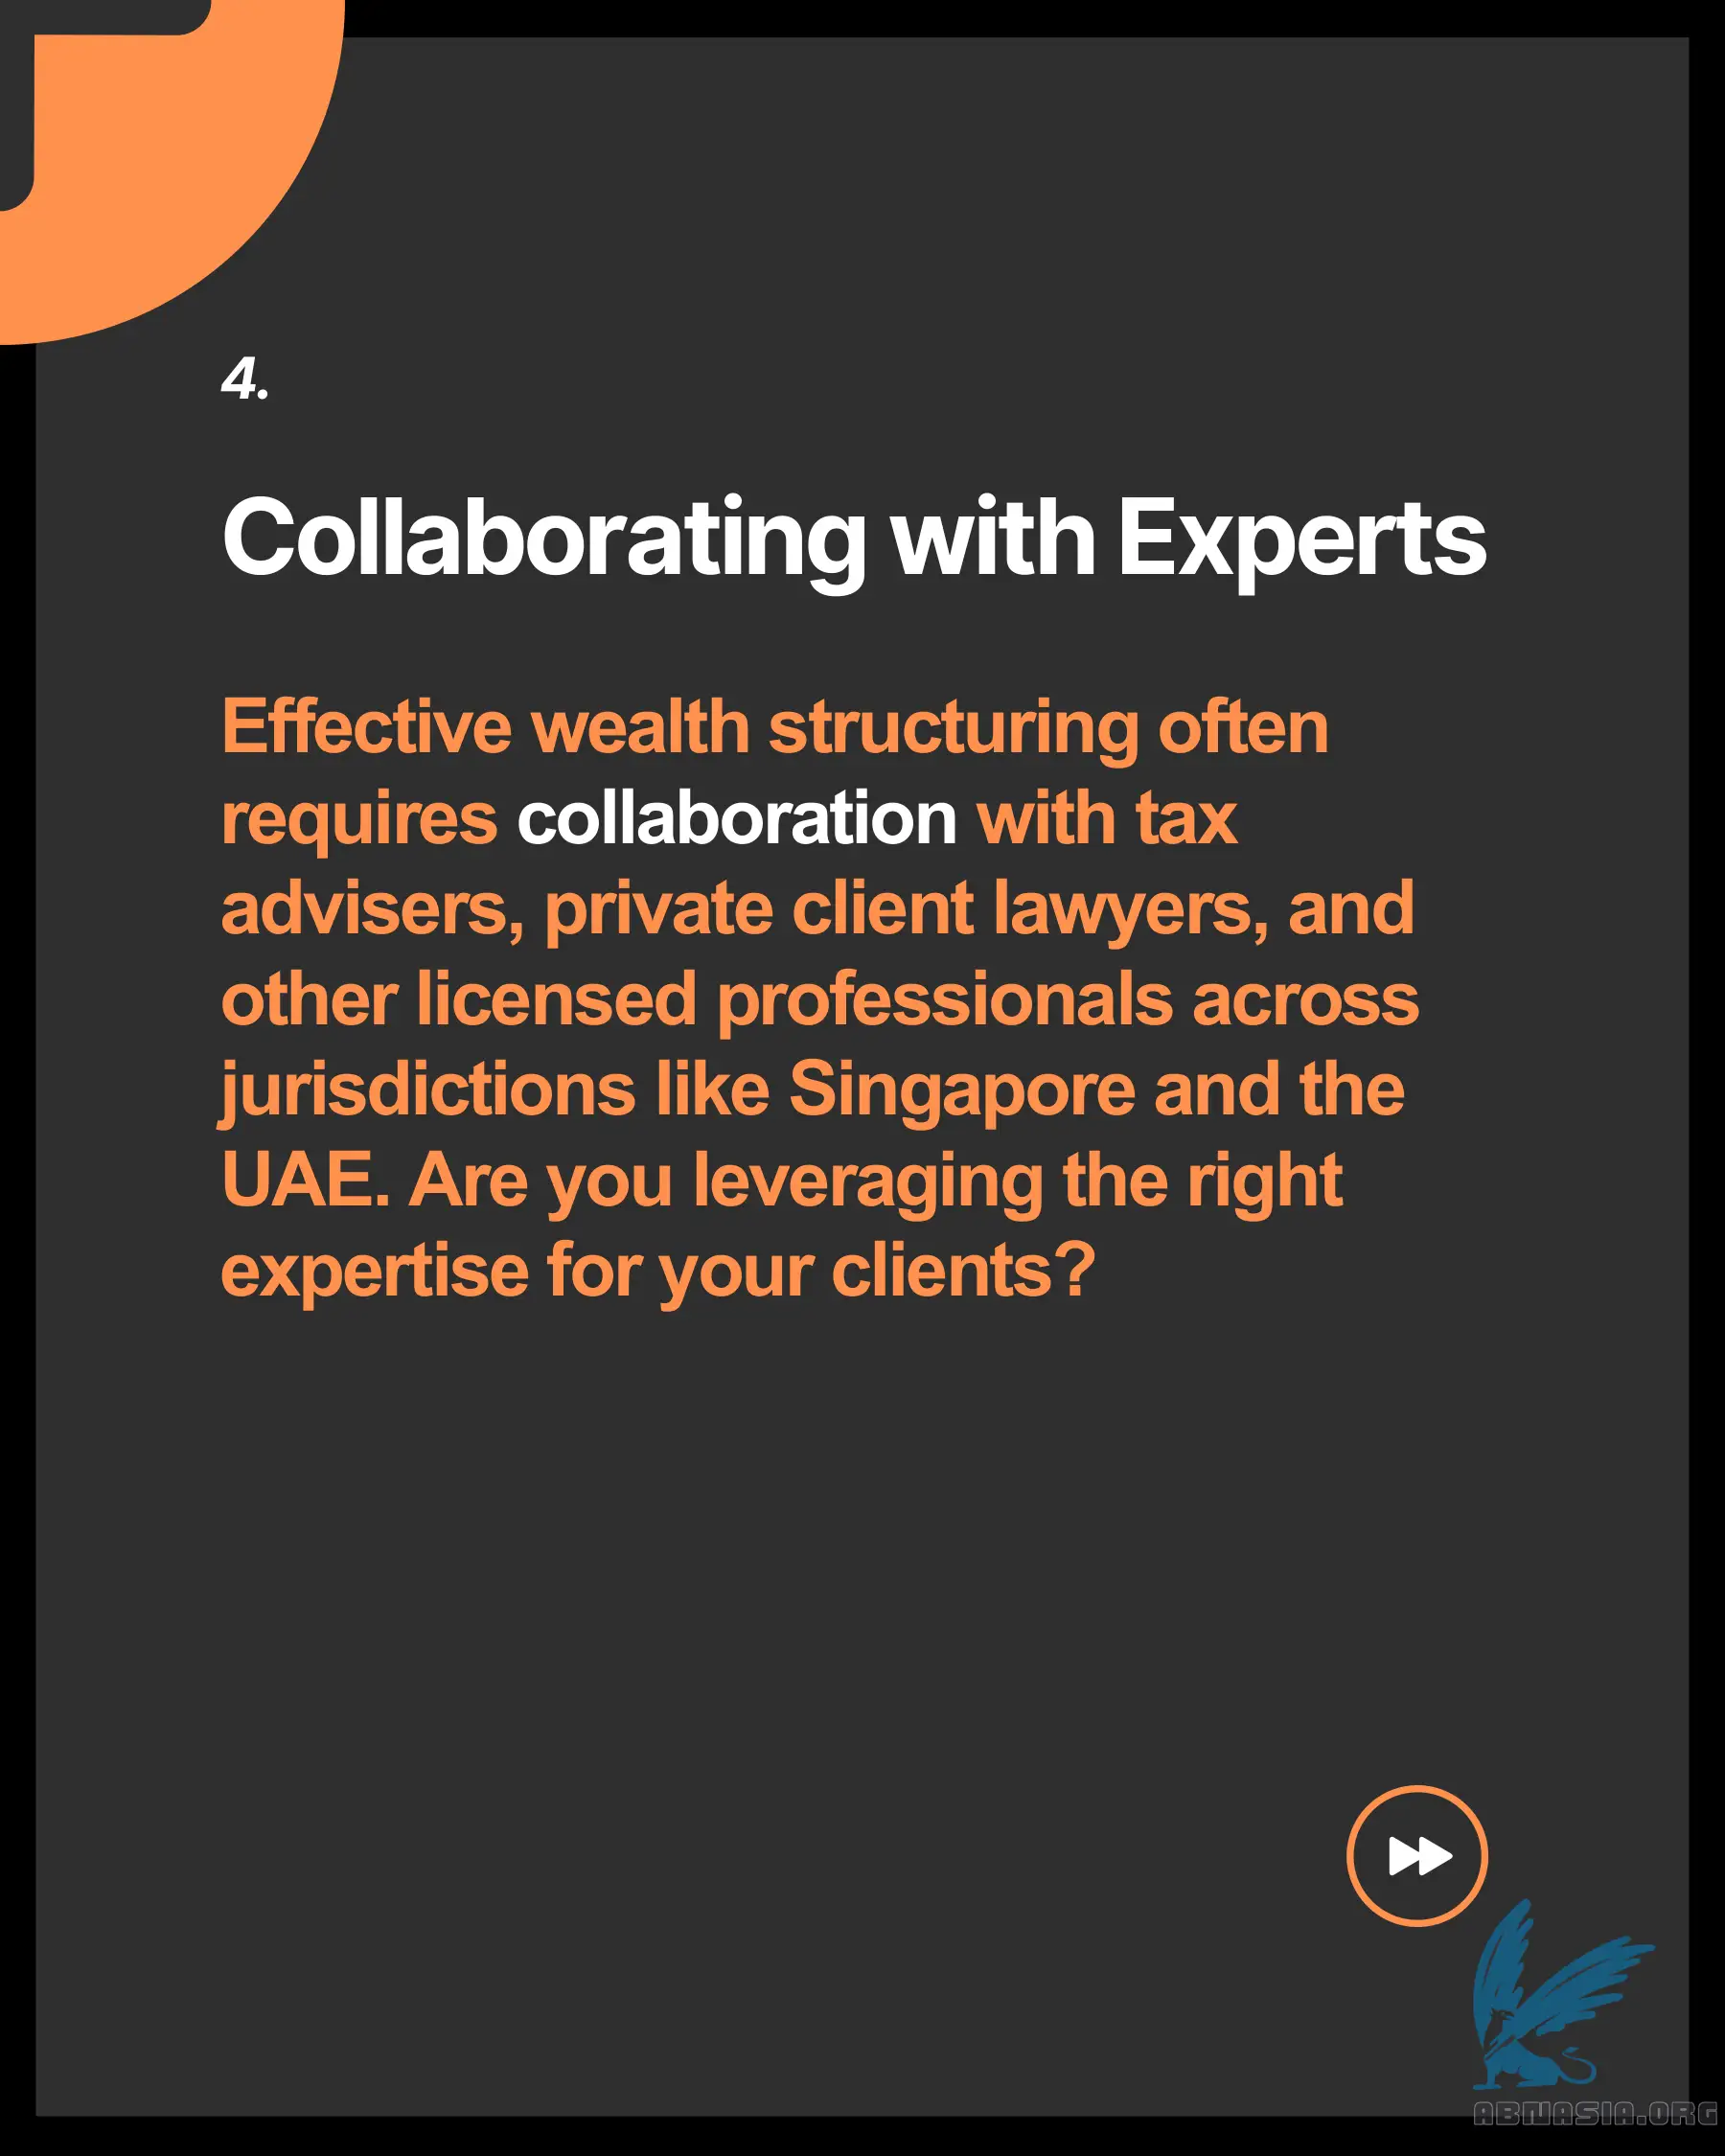 4.
Collaborating with Experts
Effective wealth structuring often
requires collaboration with tax
advisers, private client lawyers, and
other licensed professionals across
jurisdictions like Singapore and the
UAE. Are you leveraging the right
expertise for your clients?
ABNASIA.ORG